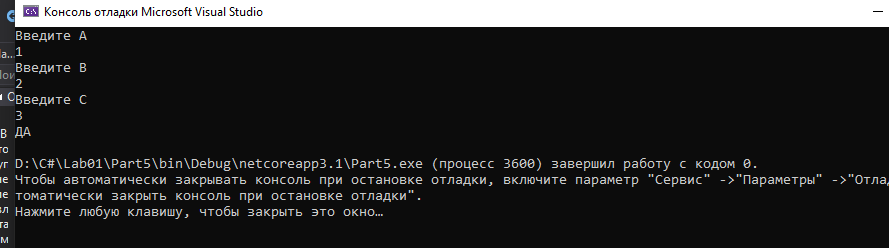 Консоль отладки Microsoft Visual Studio
Введите A
1
Введите B
2
Введите C
3
ДА
D:\C#\Lab01\Part5\bin\Debug\netcoreapp3.1\Part5.exe (процесс 3600) завершил работу с кодом 0.
Чтобы автоматически закрывать консоль при остановке отладки, включите параметр "Сервис" ->"Параметры" ->"Отлад
томатически закрыть консоль при остановке отладки".
Нажмите любую клавишу, чтобы закрыть это окно…